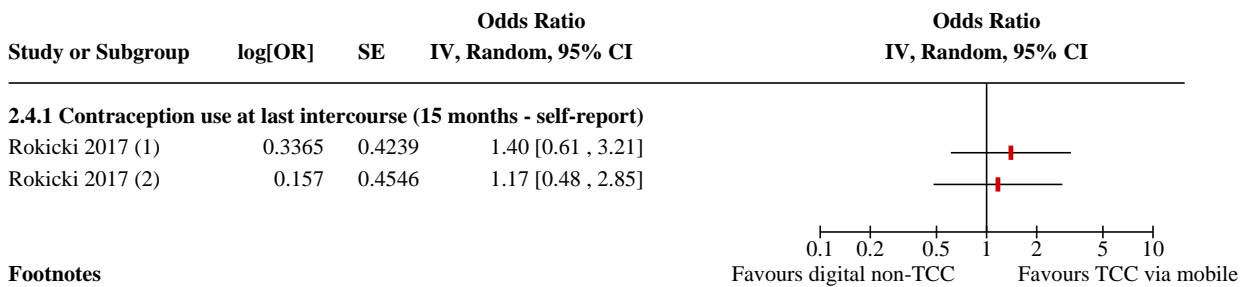 Odds Ratio Odds Ratio
Study or Subgroup log[OR] SE IV, Random, 95% CI IV, Random, 95% CI
2.4.1 Contraception use at last intercourse (15 months - self-report)
Rokicki 2017 (1) 0.3365 0.4239 1.40 [0.61 , 3.21]
Rokicki 2017 (2) 0.157 0.4546 1.17 [0.48 , 2.85]
0.1 0.2 0.5 1 2 5 10
Footnotes Favours digital non-TCC Favours TCC via mobile